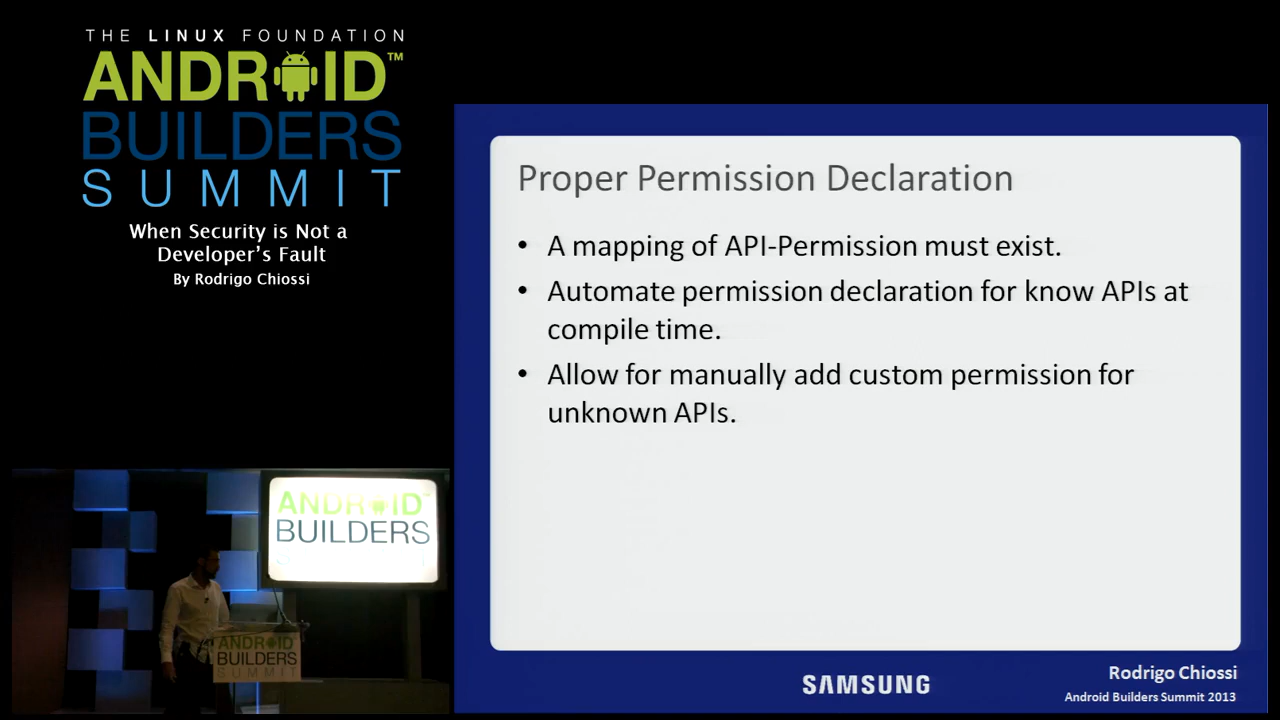 THE LINUX FOUNDATION
ANDROID™
BUILDERS
SUMMIT
When Security is Not a
Developer's Fault
By Rodrigo Chiossi
Proper Permission Declaration
• A mapping of API-Permission must exist.
• Automate permission declaration for know APIs at
compile time.
• Allow for manually add custom permission for
unknown APIs.
ANDROID
BUILDERS
ANDROID
BUILDERS
SUMMIT
SAMSUNG
Rodrigo Chiossi
Android Builders Summit 2013